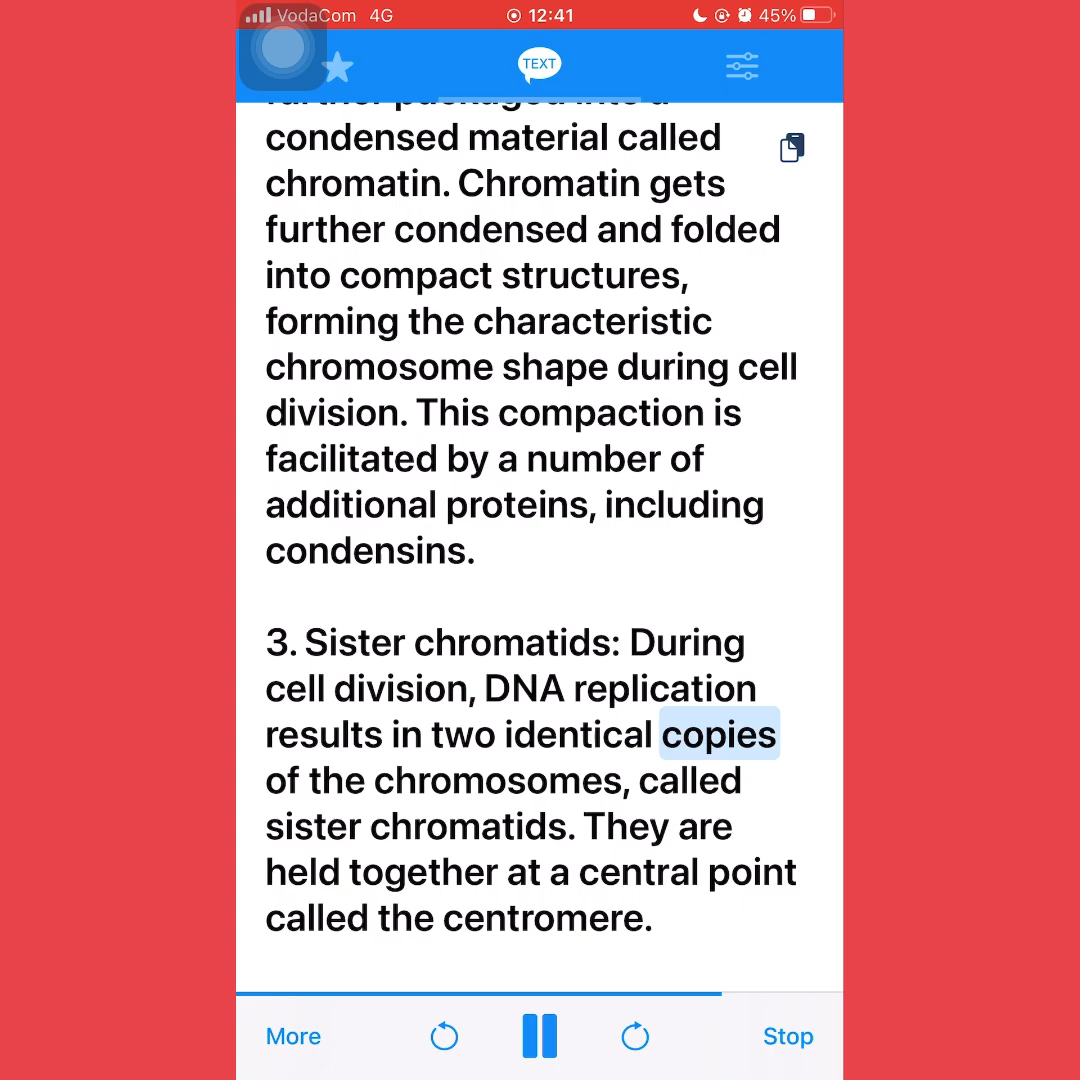 VodaCom 4G 12:41 45%
TEXT
condensed material called
chromatin. Chromatin gets
further condensed and folded
into compact structures,
forming the characteristic
chromosome shape during cell
division. This compaction is
facilitated by a number of
additional proteins, including
condensins.
3. Sister chromatids: During
cell division, DNA replication
results in two identical copies
of the chromosomes, called
sister chromatids. They are
held together at a central point
called the centromere.
More Stop